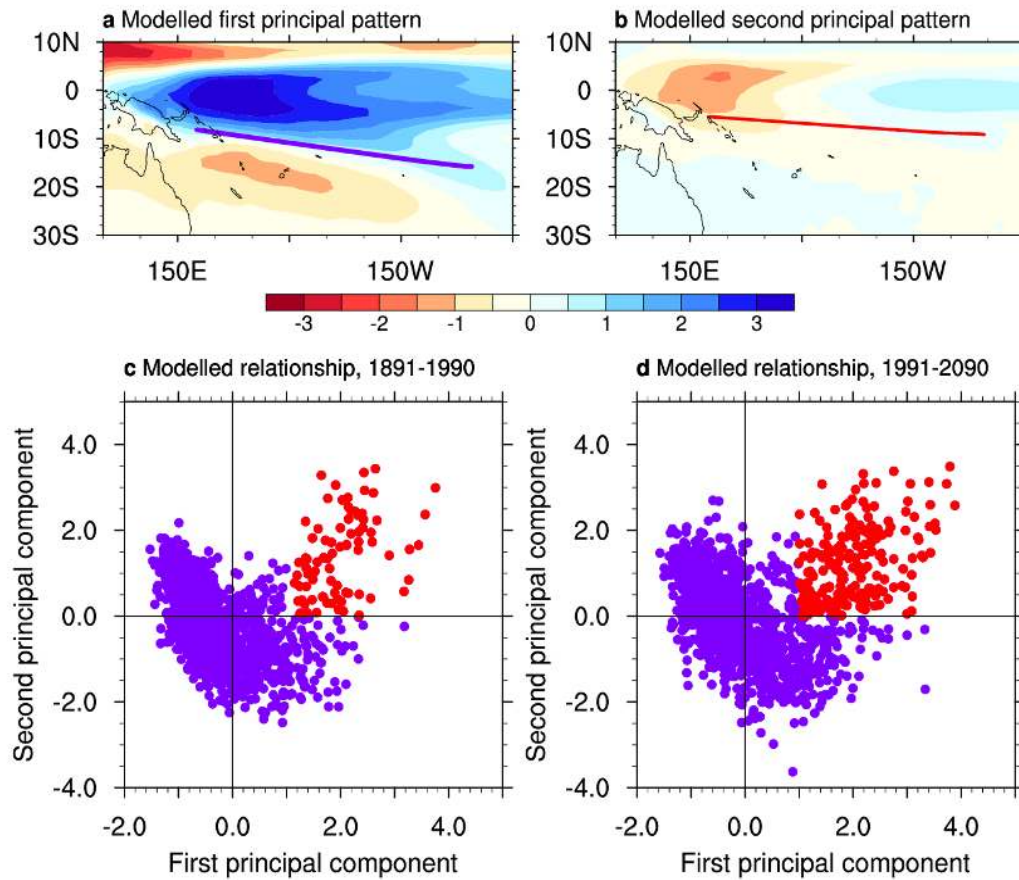 a Modelled first principal pattern
b Modelled second principal pattern
10N
0
10S
20S
30S
150E
150W
10N
0
10S
20S
30S
150E
150W
-3 -2 -1 0 1 2 3
c Modelled relationship, 1891-1990
d Modelled relationship, 1991-2090
Second principal component
4.0
2.0
0.0
-2.0
-4.0
-2.0 0.0 2.0 4.0
First principal component
Second principal component
4.0
2.0
0.0
-2.0
-4.0
-2.0 0.0 2.0 4.0
First principal component